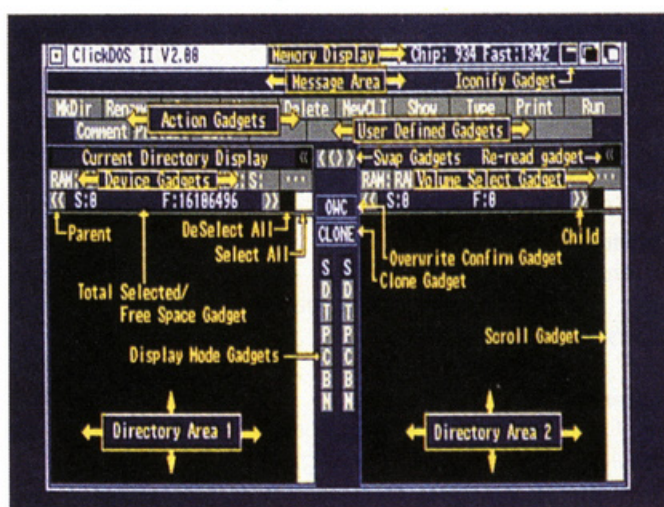 ClickDOS II V2.00 Memory Display Chip: 934 Fast:1342
Message Area Iconify Gadget
MkDir Action Gadgets Delete NewCLI Show Type Print Run
Comment User Defined Gadgets
Current Directory Display « «» Swap Gadgets Re-read gadget «
RAM: Device Gadgets S: ... RAM: Volume Select Gadget ...
<< S:0 F:16106496 >> OWC << S:0 F:0 >>
Parent DeSelect All Child
Select All CLONE Overwrite Confirm Gadget
Clone Gadget
Total Selected/
Free Space Gadget
S S
D D
T T
P P
Display Mode Gadgets C C Scroll Gadget
B B
N N
Directory Area 1 Directory Area 2